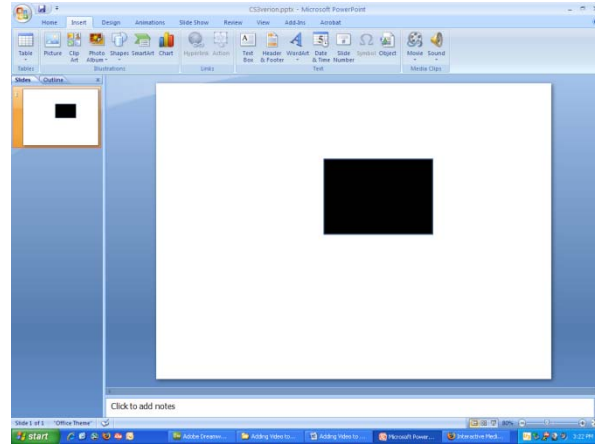 CSilverion.pptx - Microsoft PowerPoint
Home Insert Design Animations Slide Show Review View Add-Ins Acrobat
Table Picture Clip Art Photo Album Shapes SmartArt Chart Hyperlink Action Text Box Header & Footer WordArt Date & Time Slide Number Symbol Object Movie Sound
Tables Illustrations Links Text Media Clips
Slides Outline
Click to add notes
Slide 1 of 1 "Office Theme" 80%
start Adobe Dreamw... Adding Video to ... Adding Video to ... Microsoft Power... Interactive Medi... 3:22 PM